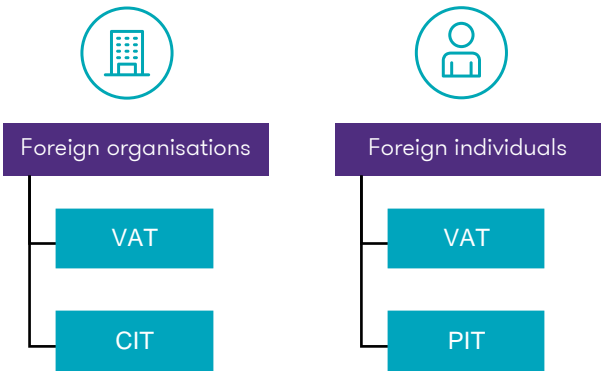 Foreign organisations
VAT
CIT
Foreign individuals
VAT
PIT